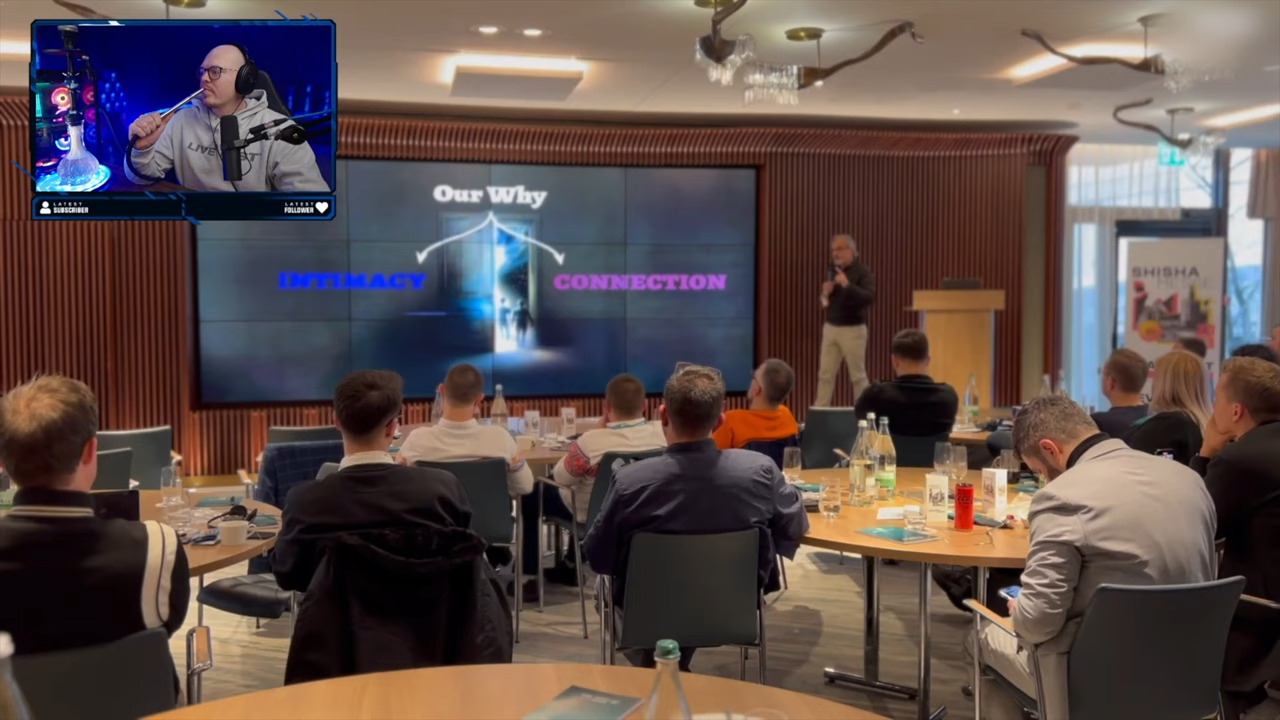 LATEST
SUBSCRIBER
LATEST
FOLLOWER
Our Why
INTIMACY
CONNECTION
SHISHA